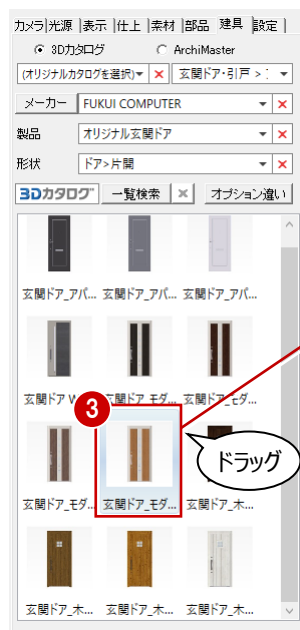 カメラ|光源 |表示 |仕上 |素材 |部品 建具 |設定 |
3Dカタログ ArchiMaster
(オリジナルカタログを選択) 玄関ドア・引戸 >
メーカー FUKUI COMPUTER
製品 オリジナル玄関ドア
形状 ドア>片開
3Dカタログ 一覧検索 オプション違い
玄関ドア_アパ... 玄関ドア_アパ... 玄関ドア_アパ...
玄関ドア 玄関ドア_モダ... 玄関ドア_モダ...
3
ドラッグ
玄関ドア_モダ... 玄関ドア_モダ... 玄関ドア_木...
玄関ドア_木... 玄関ドア_木... 玄関ドア_木...